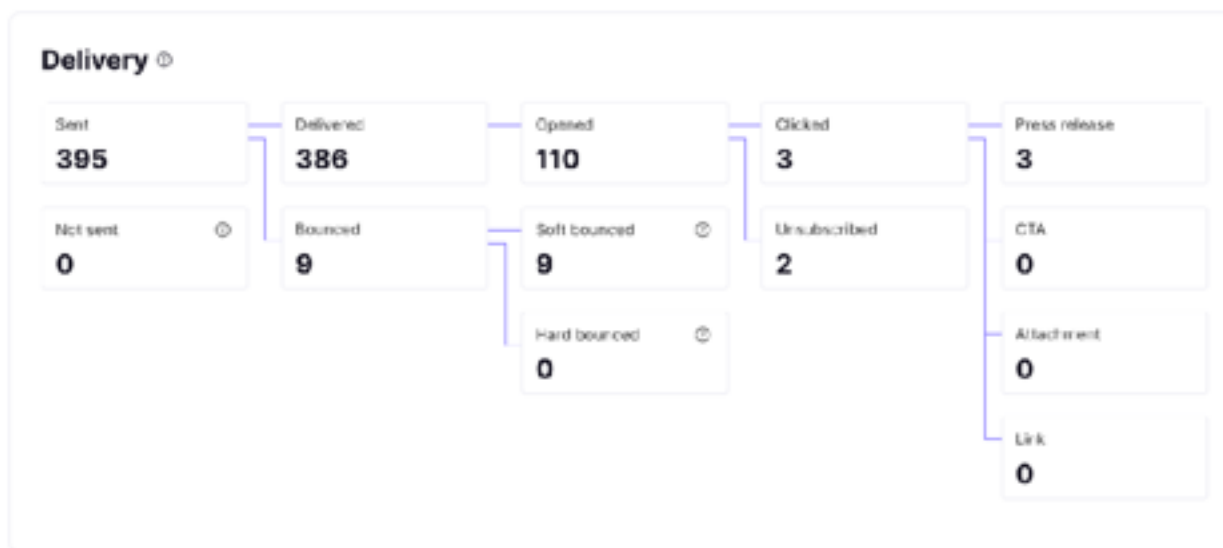 Delivery
Sent
395
Delivered
386
Opened
110
Clicked
3
Press release
3
Not sent
0
Bounced
9
Soft bounced
9
Unsubscribed
2
CTA
0
Hard bounced
0
Attachment
0
Link
0